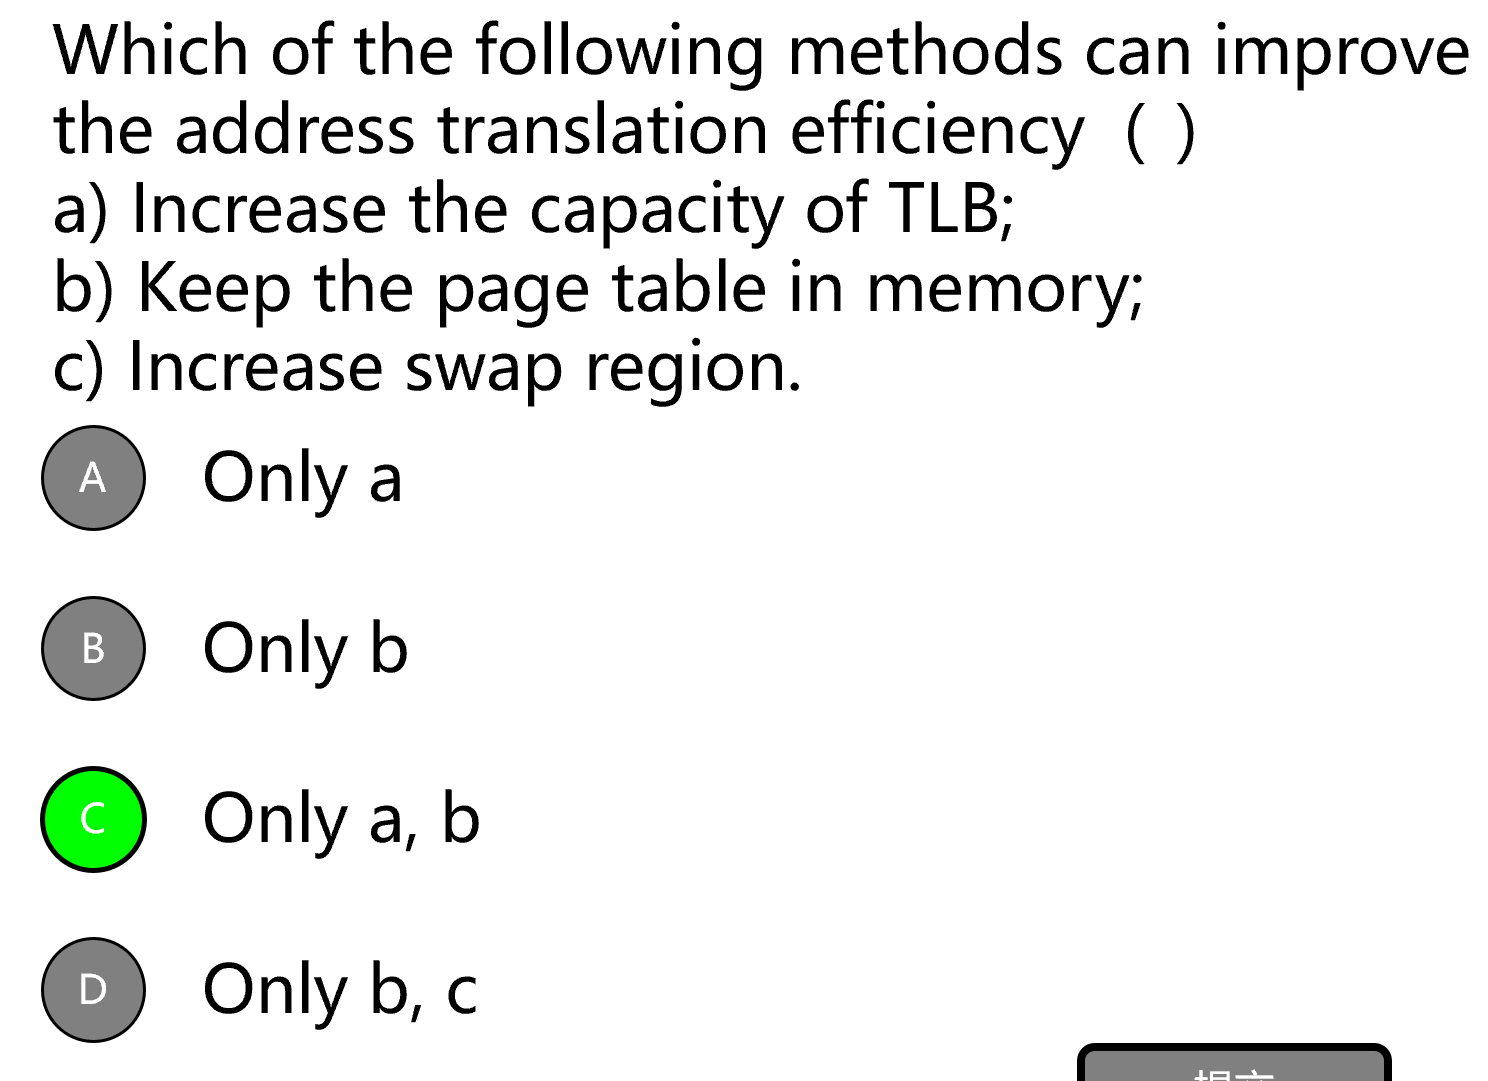 Which of the following methods can improve
the address translation efficiency ( )
a) Increase the capacity of TLB;
b) Keep the page table in memory;
c) Increase swap region.
A Only a
B Only b
C Only a, b
D Only b, c